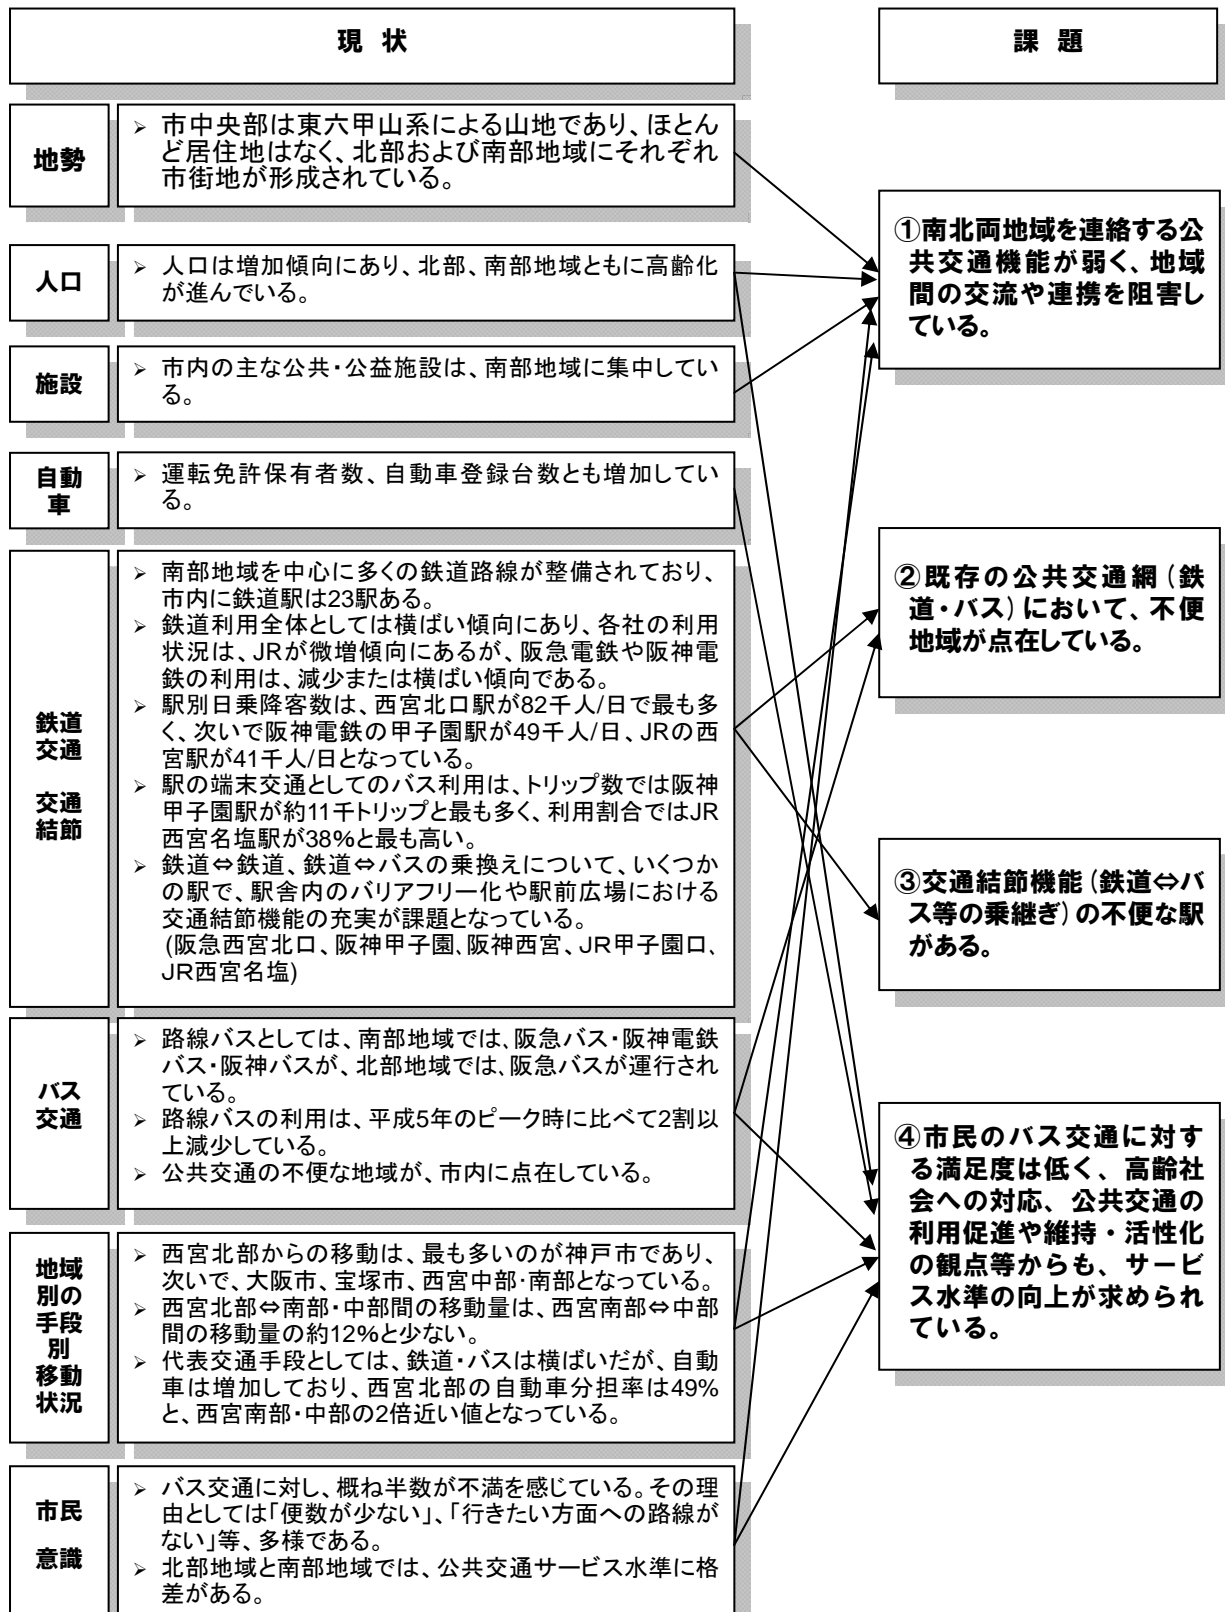 現 状
課 題
地勢
➢ 市中央部は東六甲山系による山地であり、ほとん
ど居住地はなく、北部および南部地域にそれぞれ
市街地が形成されている。
人口
➢ 人口は増加傾向にあり、北部、南部地域ともに高齢化
が進んでいる。
施設
➢ 市内の主な公共・公益施設は、南部地域に集中してい
る。
自動
車
➢ 運転免許保有者数、自動車登録台数とも増加してい
る。
鉄道
交通
交通
結節
➢ 南部地域を中心に多くの鉄道路線が整備されており、
市内に鉄道駅は23駅ある。
➢ 鉄道利用全体としては横ばい傾向にあり、各社の利用
状況は、JRが微増傾向にあるが、阪急電鉄や阪神電
鉄の利用は、減少または横ばい傾向である。
➢ 駅別日乗降客数は、西宮北口駅が82千人/日で最も多
く、次いで阪神電鉄の甲子園駅が49千人/日、JRの西
宮駅が41千人/日となっている。
➢ 駅の端末交通としてのバス利用は、トリップ数では阪神
甲子園駅が約11千トリップと最も多く、利用割合ではJR
西宮名塩駅が38%と最も高い。
➢ 鉄道⇔鉄道、鉄道⇔バスの乗換えについて、いくつか
の駅で、駅舎内のバリアフリー化や駅前広場における
交通結節機能の充実が課題となっている。
(阪急西宮北口、阪神甲子園、阪神西宮、JR甲子園口、
JR西宮名塩)
バス
交通
➢ 路線バスとしては、南部地域では、阪急バス・阪神電鉄
バス・阪神バスが、北部地域では、阪急バスが運行され
ている。
➢ 路線バスの利用は、平成5年のピーク時に比べて2割以
上減少している。
➢ 公共交通の不便な地域が、市内に点在している。
地域
別の
手段
別
移動
状況
➢ 西宮北部からの移動は、最も多いのが神戸市であり、
次いで、大阪市、宝塚市、西宮中部・南部となっている。
➢ 西宮北部⇔南部・中部間の移動量は、西宮南部⇔中部
間の移動量の約12%と少ない。
➢ 代表交通手段としては、鉄道・バスは横ばいだが、自動
車は増加しており、西宮北部の自動車分担率は49%
と、西宮南部・中部の2倍近い値となっている。
市民
意識
➢ バス交通に対し、概ね半数が不満を感じている。その理
由としては「便数が少ない」、「行きたい方面への路線が
ない」等、多様である。
➢ 北部地域と南部地域では、公共交通サービス水準に格
差がある。
①南北両地域を連絡する公
共交通機能が弱く、地域
間の交流や連携を阻害し
ている。
②既存の公共交通網(鉄
道・バス)において、不便
地域が点在している。
③交通結節機能(鉄道⇔バ
ス等の乗継ぎ)の不便な駅
がある。
④市民のバス交通に対す
る満足度は低く、高齢社
会への対応、公共交通の
利用促進や維持・活性化
の観点等からも、サービ
ス水準の向上が求められ
ている。